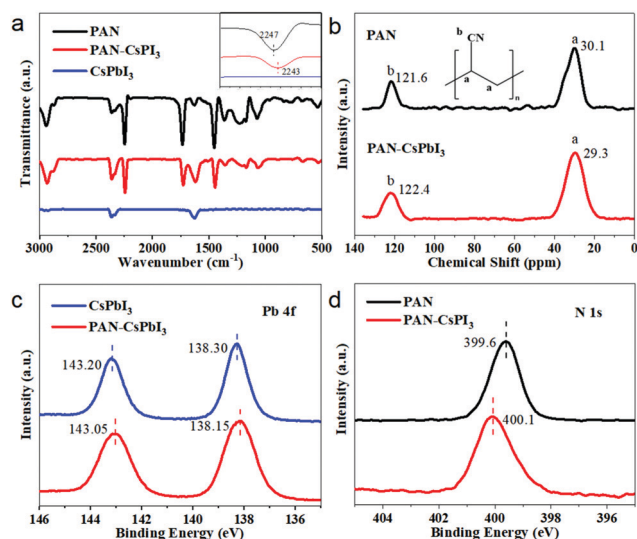 a
PAN
PAN-CsPI3
CsPbI3
2247
2243
Transmittance (a.u.)
3000 2500 2000 1500 1000 500
Wavenumber (cm-1)
b
PAN
b CN
a
a
n
b
121.6
a
30.1
PAN-CsPbI3
b
122.4
a
29.3
Intensity (a.u.)
140 120 100 80 60 40 20 0
Chemical Shift (ppm)
c
CsPbI3
PAN-CsPbI3
Pb 4f
143.20
138.30
143.05
138.15
Intensity (a.u.)
146 144 142 140 138 136
Binding Energy (eV)
d
PAN
PAN-CsPI3
N 1s
399.6
400.1
Intensity (a.u.)
404 402 400 398 396
Binding Energy (eV)